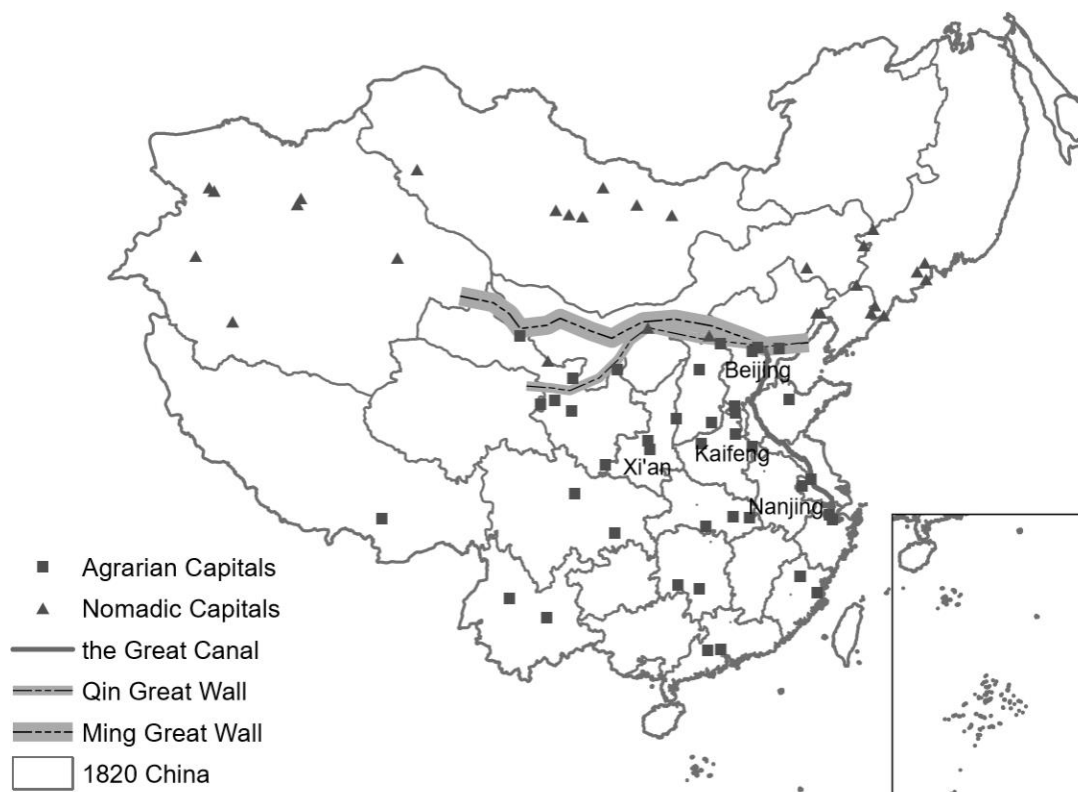 Beijing
Kaifeng
Xi'an
Nanjing
Agrarian Capitals
Nomadic Capitals
the Great Canal
Qin Great Wall
Ming Great Wall
1820 China